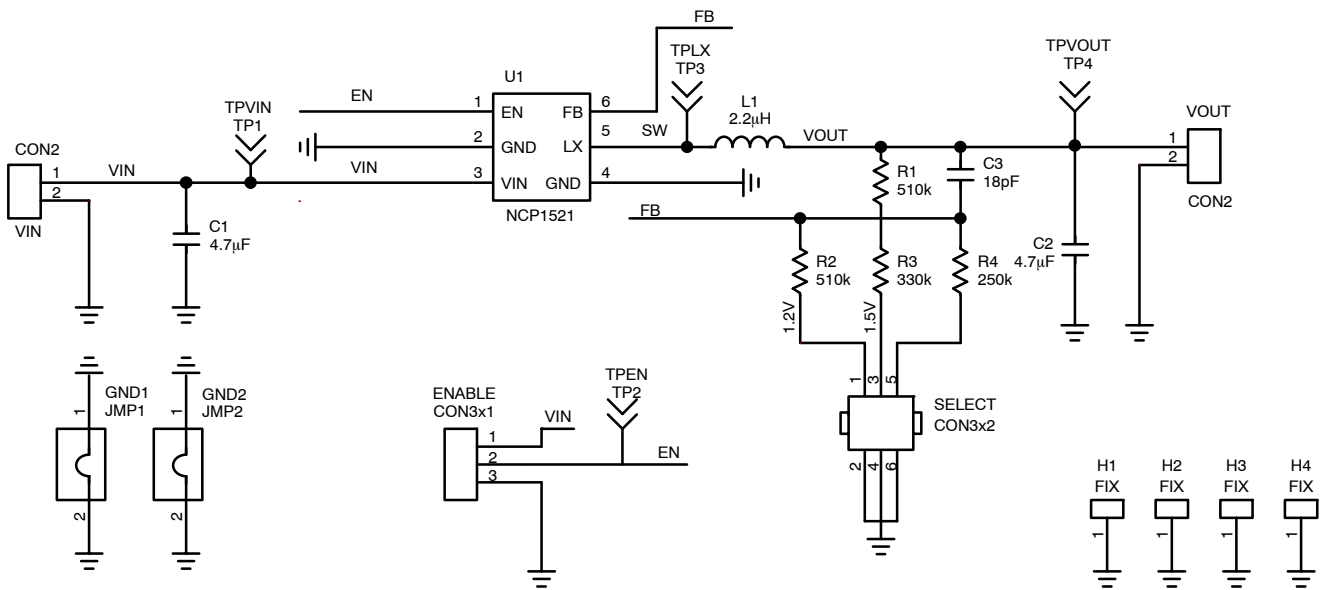 FB
TPLX
TP3
TPVOUT
TP4
U1
L1
2.2μH
EN
1
EN
FB
6
TPVIN
TP1
2
GND
LX
5
SW
VOUT
VOUT
1
2
CON2
CON2
1
2
VIN
VIN
VIN
3
VIN
GND
4
NCP1521
R1
510k
C3
18pF
FB
C1
4.7μF
R2
510k
R3
330k
R4
250k
C2
4.7μF
1.2V
1.5V
GND1
JMP1
1
2
GND2
JMP2
1
2
ENABLE
CON3x1
1
2
3
VIN
TPEN
TP2
EN
1
3
5
SELECT
CON3x2
2
4
6
H1
FIX
1
H2
FIX
1
H3
FIX
1
H4
FIX
1